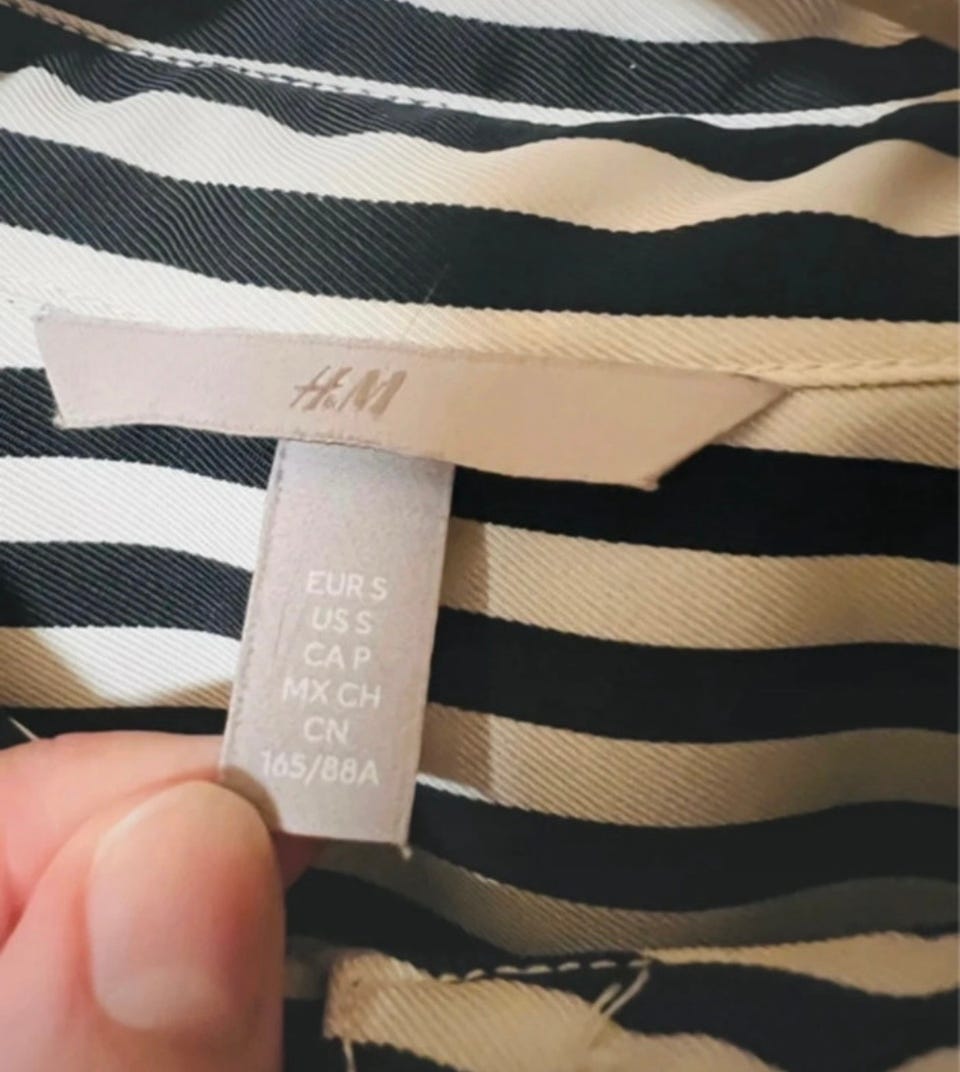 H&M
EUR S
US S
CA P
MX CH
CN
165/88A